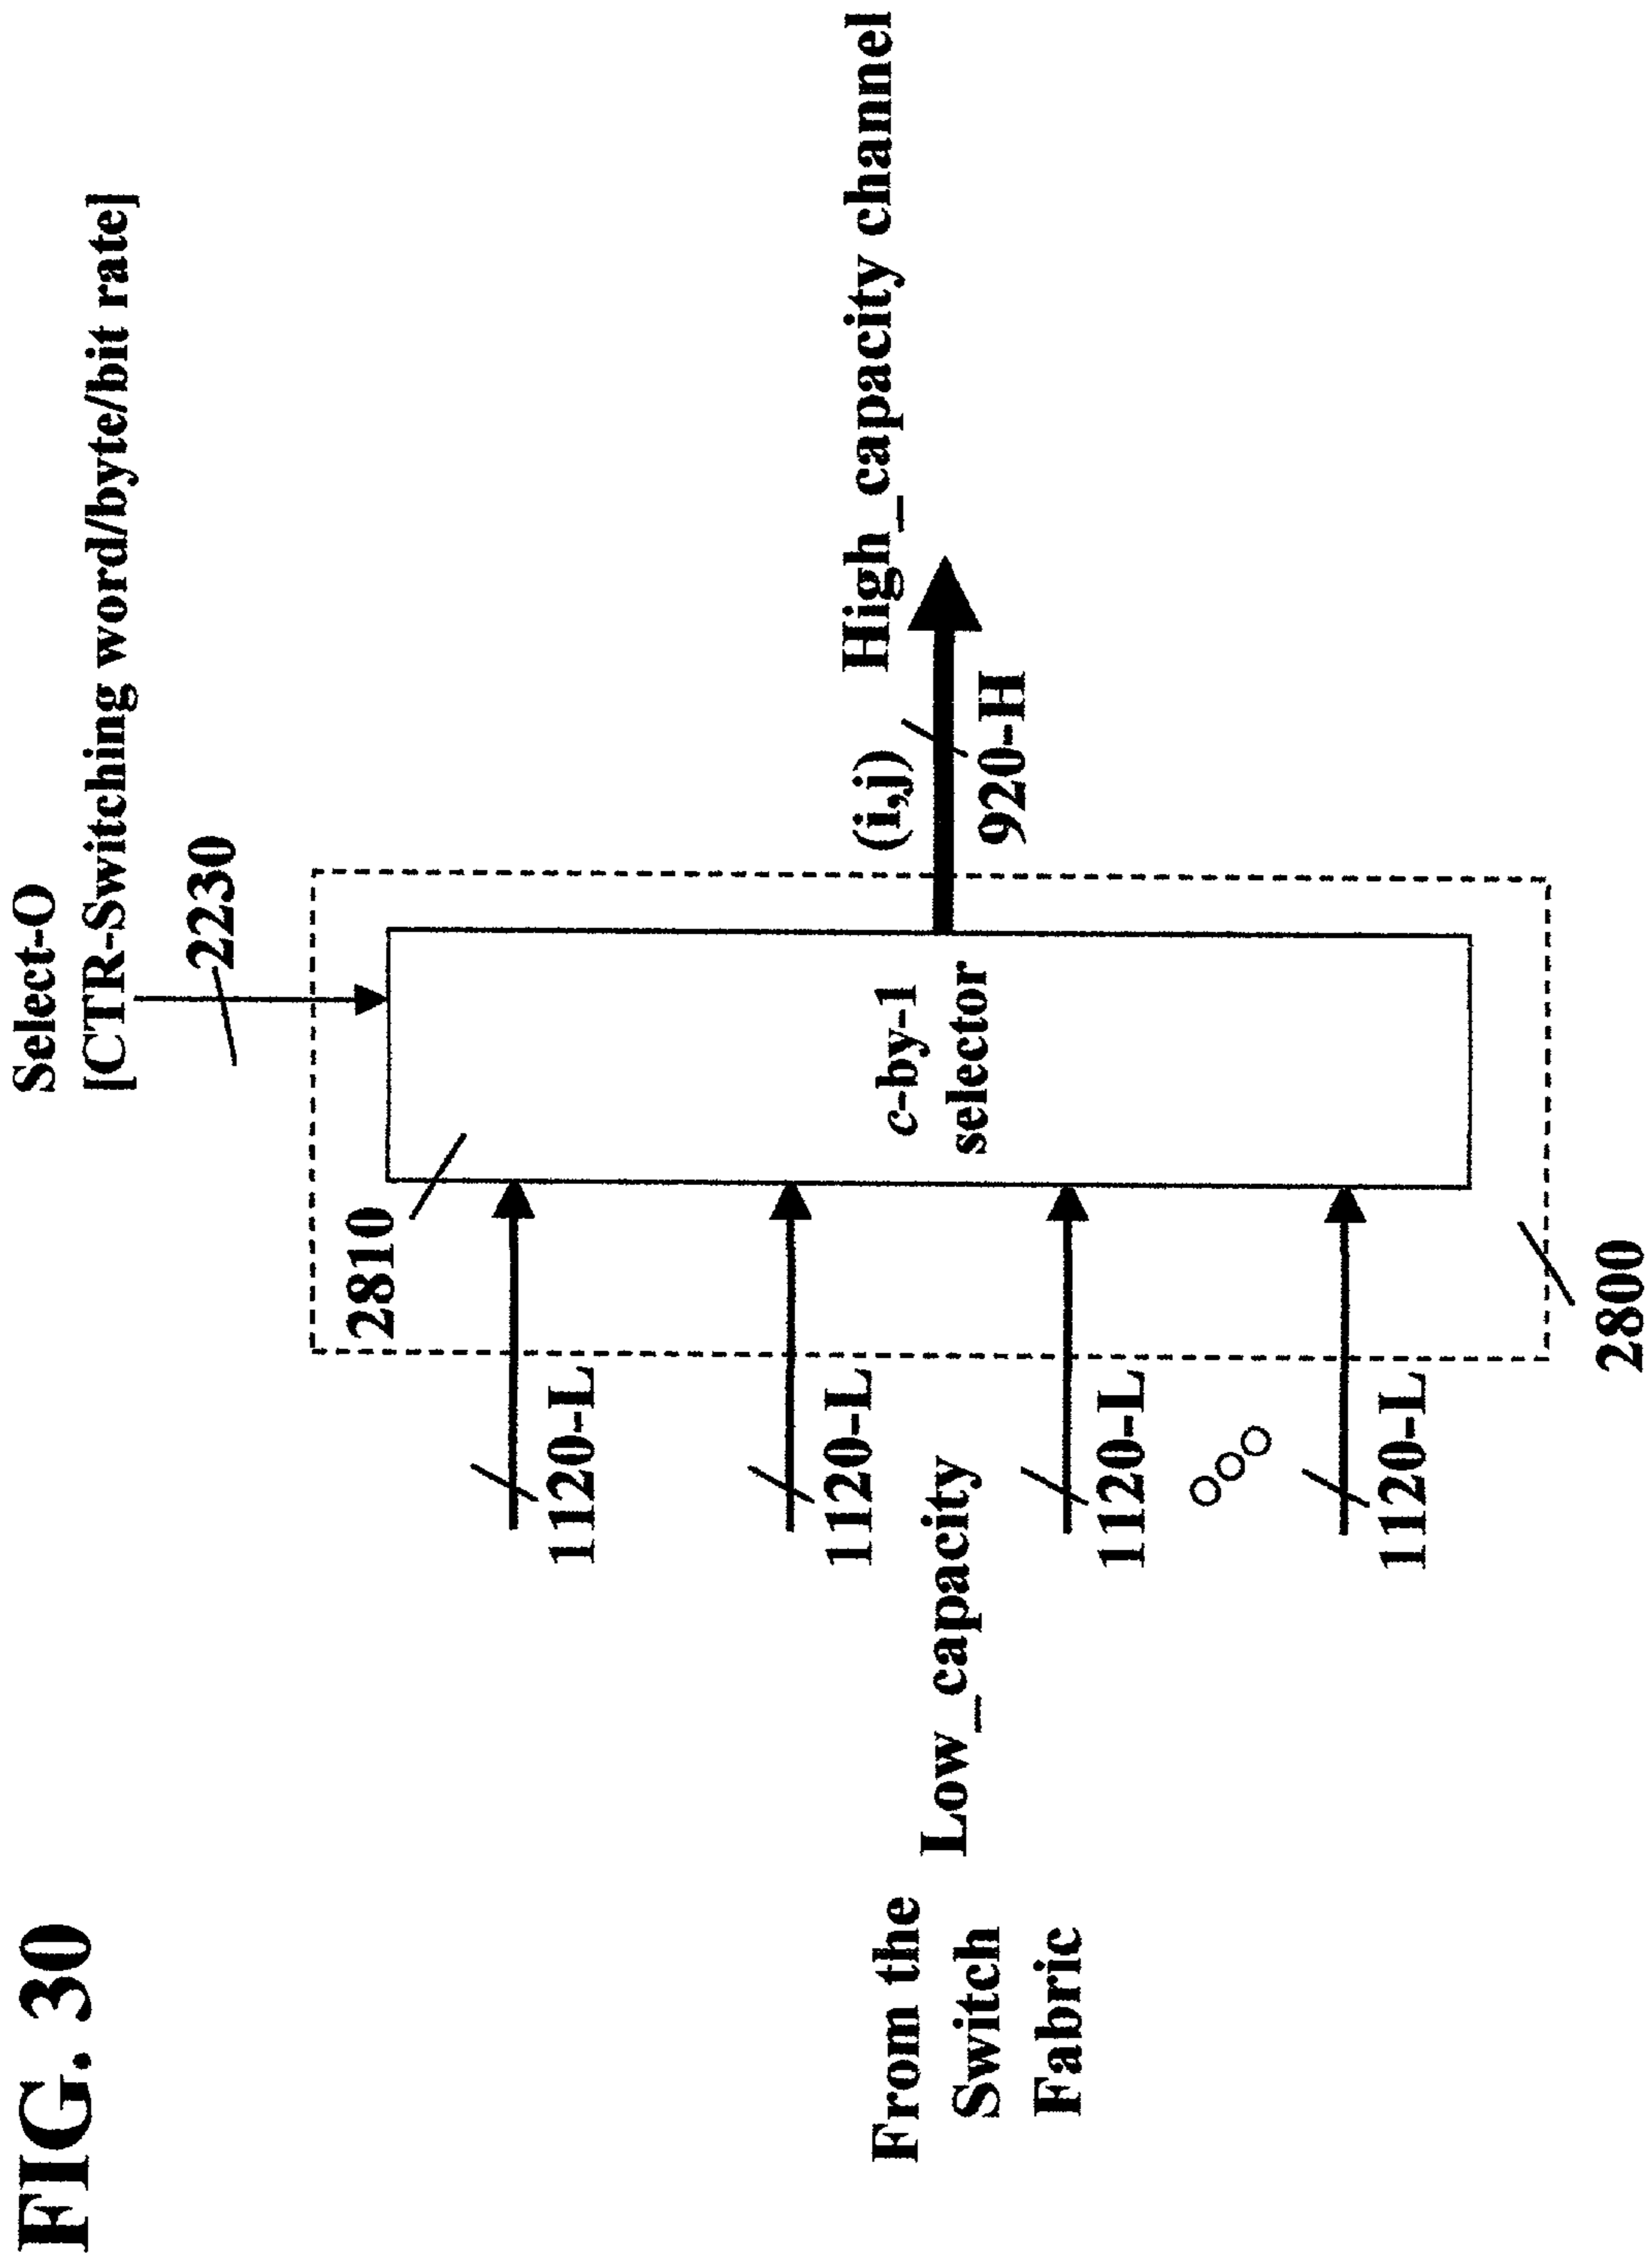 FIG. 30
Select-O
[CTR-Switching word/byte/bit rate]
2230
2810
1120-L
1120-L
1120-L
1120-L
From the
Switch
Fabric
Low_capacity
c-by-1
selector
(i,j)
High_capacity channel
920-H
2800